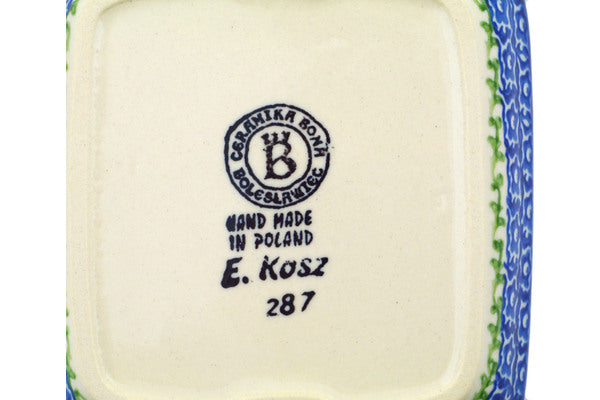 CERAMIKA BONA
B
BOLESŁAWIEC
HAND MADE
IN POLAND
E. Kosz
287